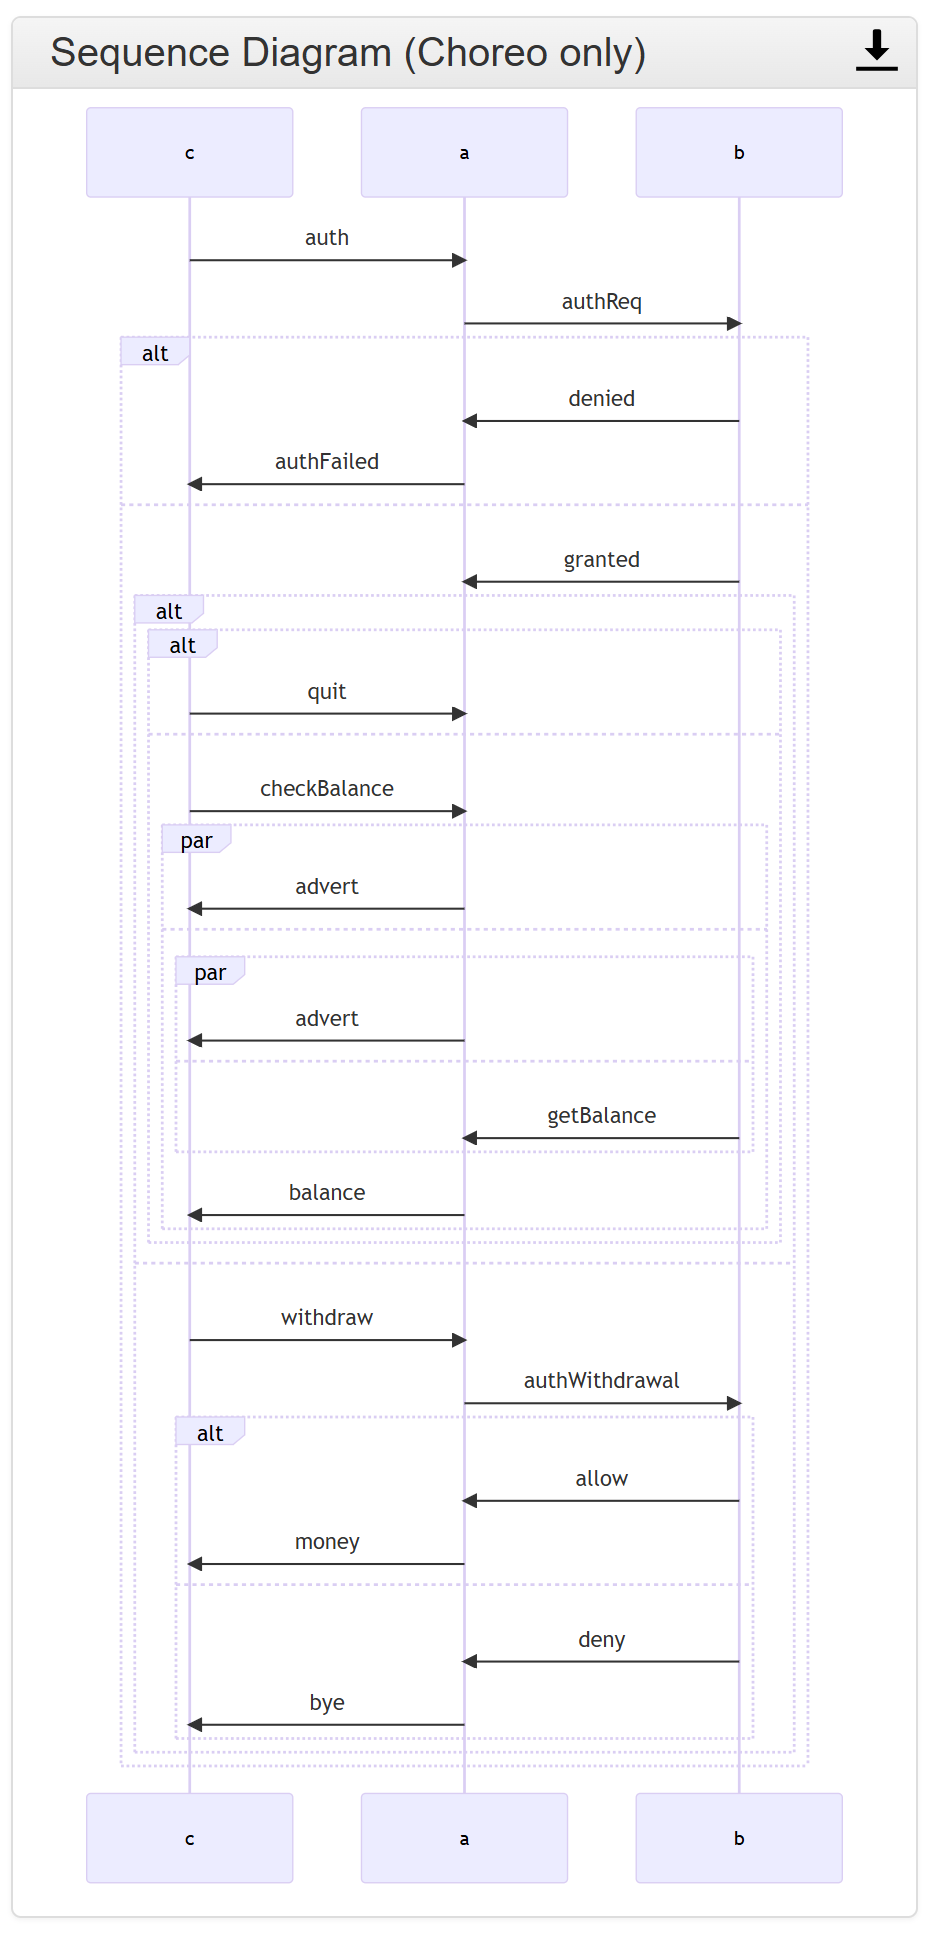 Sequence Diagram (Choreo only)
c
a
b
auth
authReq
alt
denied
authFailed
granted
alt
alt
quit
checkBalance
par
advert
par
advert
getBalance
balance
withdraw
authWithdrawal
alt
allow
money
deny
bye
c
a
b